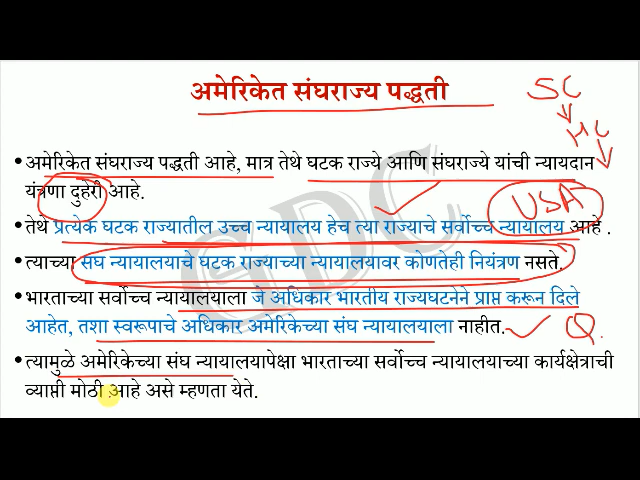 अमेरिकेत संघराज्य पद्धती
SC
HC
• अमेरिकेत संघराज्य पद्धती आहे, मात्र तेथे घटक राज्ये आणि संघराज्ये यांची न्यायदान
यंत्रणा दुहेरी आहे.
USA
• तेथे प्रत्येक घटक राज्यातील उच्च न्यायालय हेच त्या राज्याचे सर्वोच्च न्यायालय आहे .
• त्याच्या संघ न्यायालयाचे घटक राज्याच्या न्यायालयावर कोणतेही नियंत्रण नसते.
• भारताच्या सर्वोच्च न्यायालयाला जे अधिकार भारतीय राज्यघटनेने प्राप्त करून दिले
आहेत, तशा स्वरूपाचे अधिकार अमेरिकेच्या संघ न्यायालयाला नाहीत.
Q.
• त्यामुळे अमेरिकेच्या संघ न्यायालयापेक्षा भारताच्या सर्वोच्च न्यायालयाच्या कार्यक्षेत्राची
व्याप्ती मोठी आहे असे म्हणता येते.
GDC